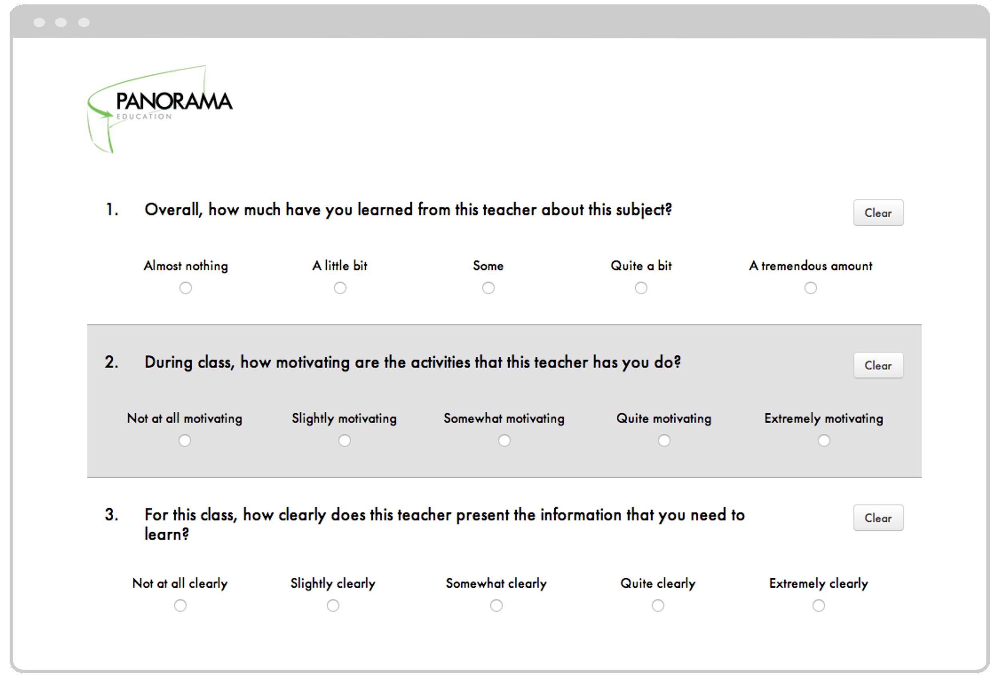 PANORAMA
EDUCATION
1. Overall, how much have you learned from this teacher about this subject? Clear
Almost nothing A little bit Some Quite a bit A tremendous amount
2. During class, how motivating are the activities that this teacher has you do? Clear
Not at all motivating Slightly motivating Somewhat motivating Quite motivating Extremely motivating
3. For this class, how clearly does this teacher present the information that you need to Clear
learn?
Not at all clearly Slightly clearly Somewhat clearly Quite clearly Extremely clearly